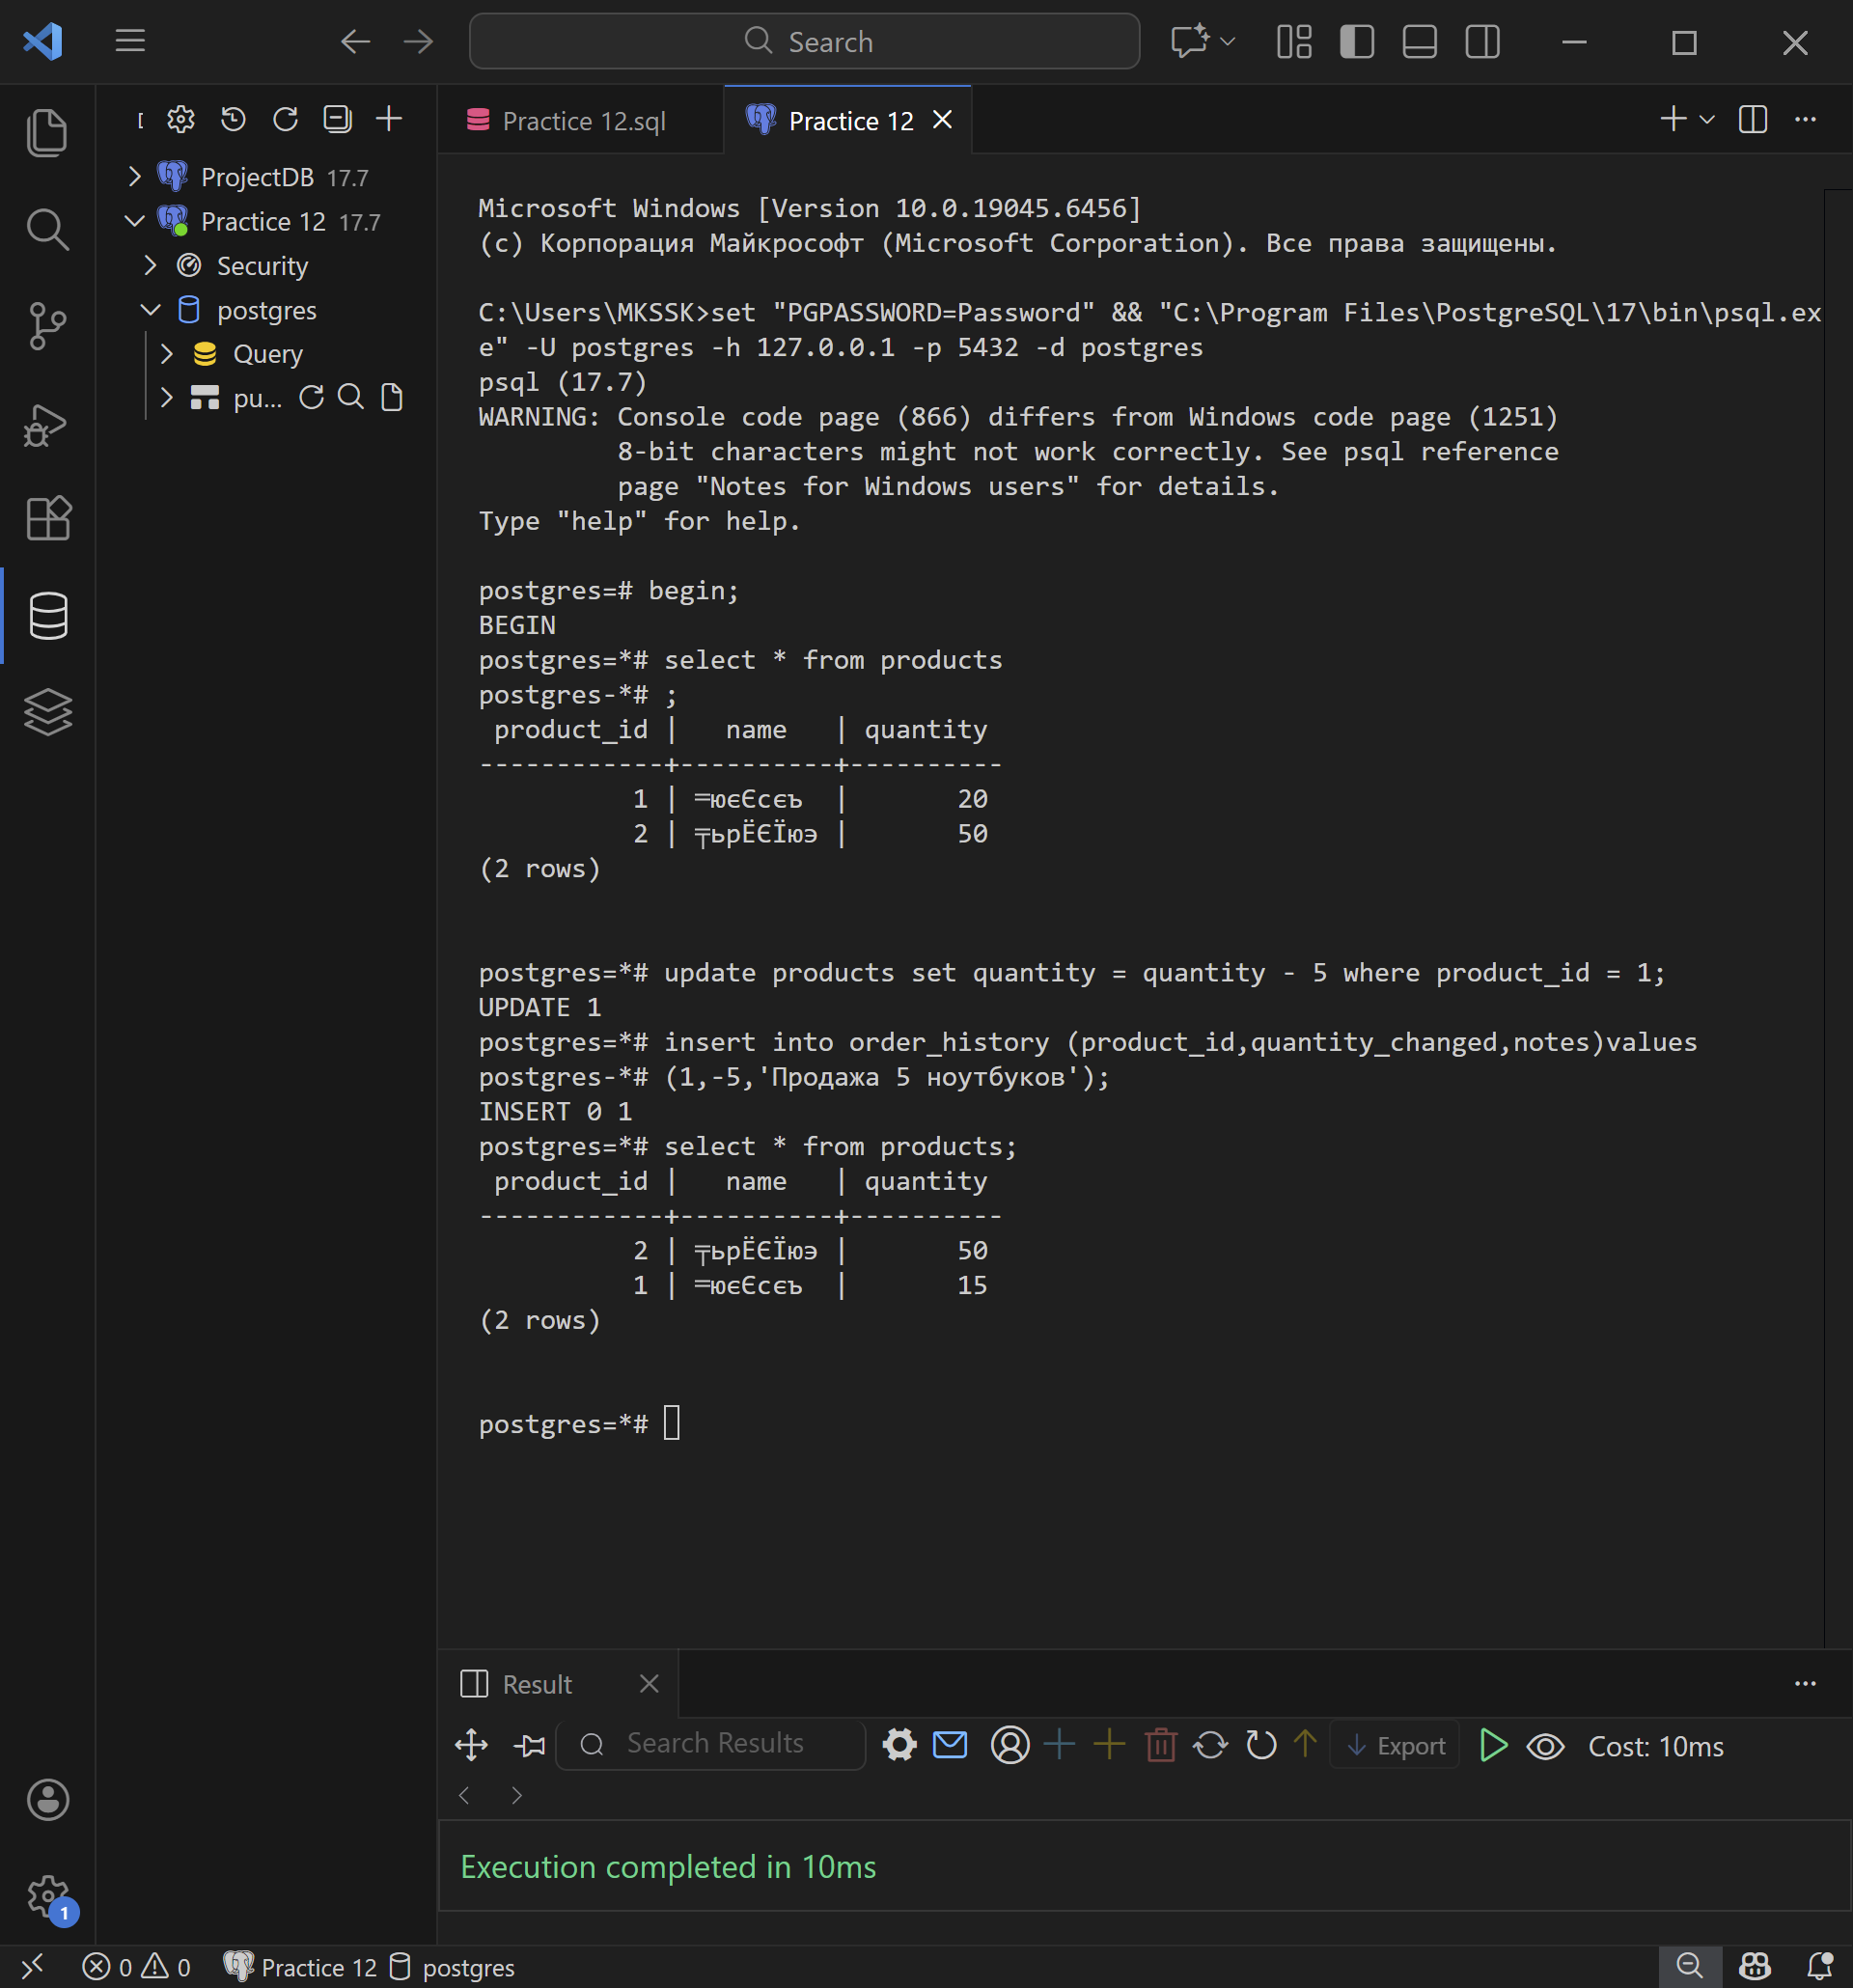 Search
Practice 12.sql
Practice 12
ProjectDB 17.7
Practice 12 17.7
Security
postgres
Query
pu...
Microsoft Windows [Version 10.0.19045.6456]
(c) Корпорация Майкрософт (Microsoft Corporation). Все права защищены.
C:\Users\MKSSK>set "PGPASSWORD=Password" && "C:\Program Files\PostgreSQL\17\bin\psql.ex
e" -U postgres -h 127.0.0.1 -p 5432 -d postgres
psql (17.7)
WARNING: Console code page (866) differs from Windows code page (1251)
8-bit characters might not work correctly. See psql reference
page "Notes for Windows users" for details.
Type "help" for help.
postgres=# begin;
BEGIN
postgres=*# select * from products
postgres-*# ;
product_id | name | quantity
------------+----------+----------
1 | ═юєЄсєъ | 20
2 | ╤ьрЁЄЇюэ | 50
(2 rows)
postgres=*# update products set quantity = quantity - 5 where product_id = 1;
UPDATE 1
postgres=*# insert into order_history (product_id,quantity_changed,notes)values
postgres-*# (1,-5,'Продажа 5 ноутбуков');
INSERT 0 1
postgres=*# select * from products;
product_id | name | quantity
------------+----------+----------
2 | ╤ьрЁЄЇюэ | 50
1 | ═юєЄсєъ | 15
(2 rows)
postgres=*#
Result
Search Results
Export
Cost: 10ms
Execution completed in 10ms
1
0 0 Practice 12 postgres